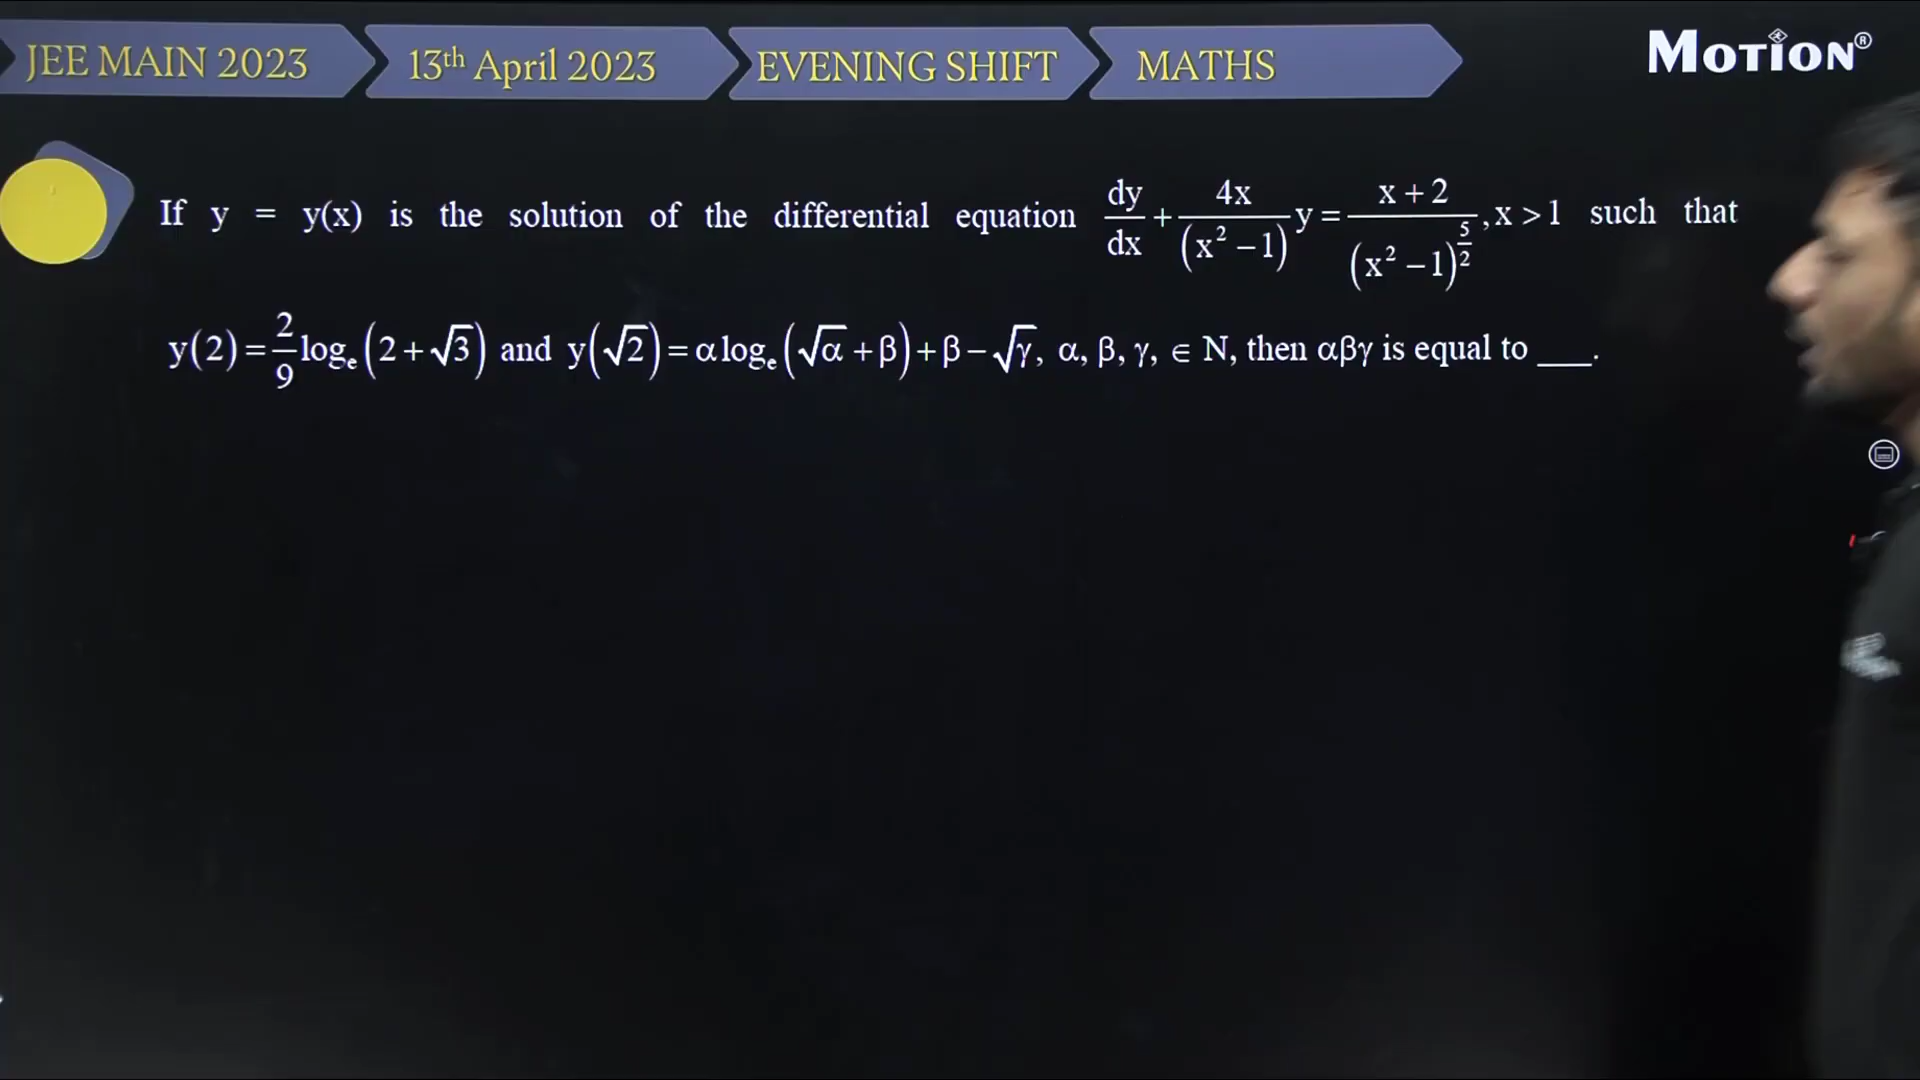 JEE MAIN 2023 13th April 2023 EVENING SHIFT MATHS MOTION®
If y = y(x) is the solution of the differential equation dy/dx + 4x/(x² − 1) y = (x + 2)/(x² − 1)^(5/2), x > 1 such that
y(2) = 2/9 logₑ(2 + √3) and y(√2) = α logₑ(√α + β) + β − √γ, α, β, γ, ∈ N, then αβγ is equal to ___.